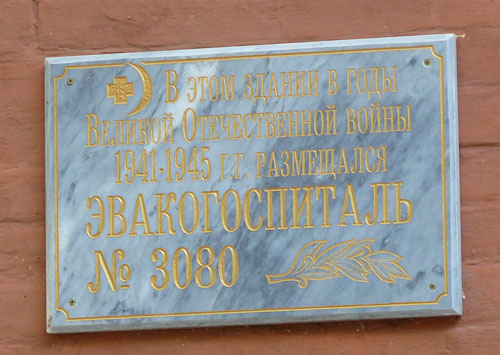 В этом здании в годы
Великой Отечественной войны
1941-1945 г.г. размещался
ЭВАКОГОСПИТАЛЬ
№ 3080